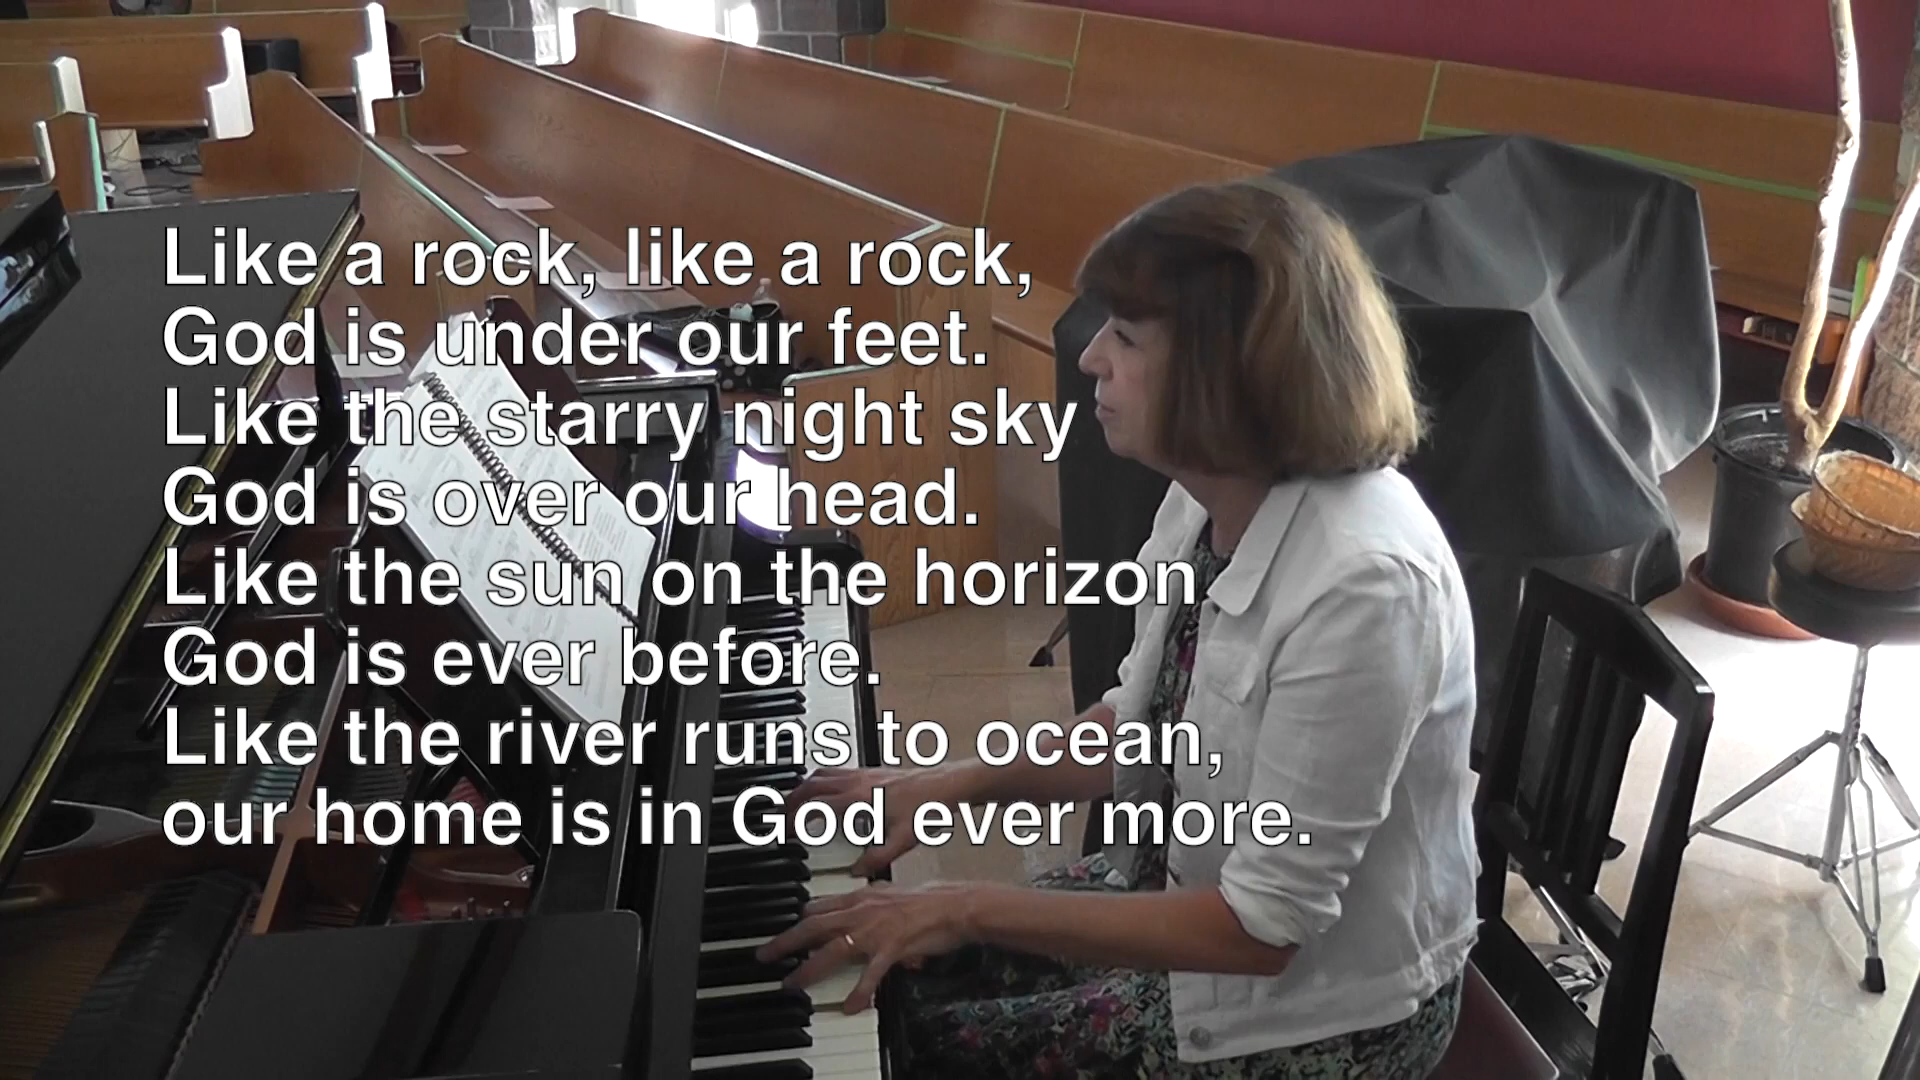 Like a rock, like a rock,
God is under our feet.
Like the starry night sky
God is over our head.
Like the sun on the horizon
God is ever before.
Like the river runs to ocean,
our home is in God ever more.